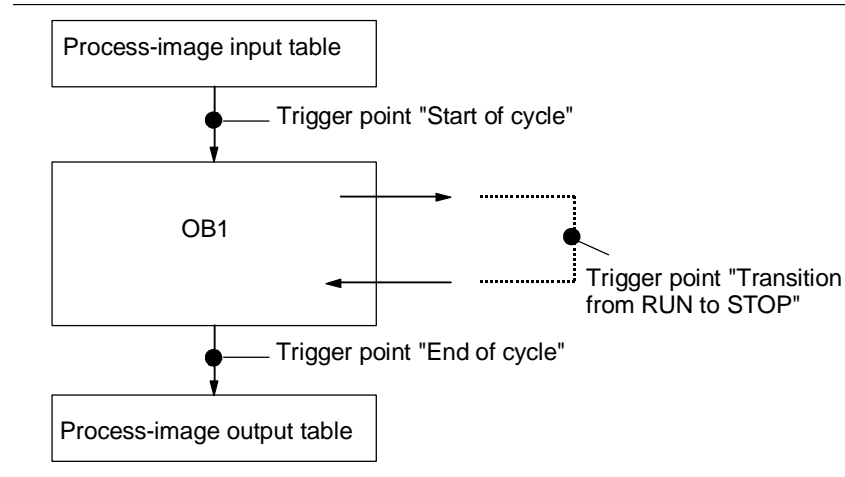 Process-image input table
Trigger point "Start of cycle"
OB1
Trigger point "Transition
from RUN to STOP"
Trigger point "End of cycle"
Process-image output table